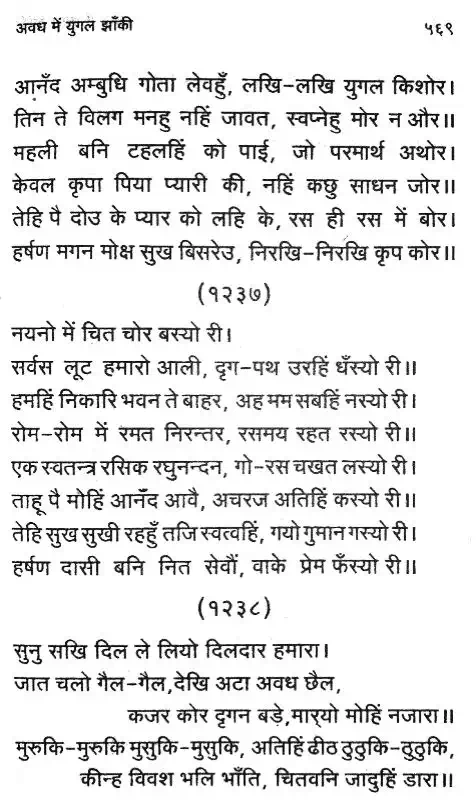 अवध में युगल झाँकी ५६९
आनँद अम्बुधि गोता लेवहुँ, लखि-लखि युगल किशोर।
तिन ते विलग मनहु नहिं जावत, स्वप्नेहु मोर न और॥
महली बनि टहलहिं को पाई, जो परमार्थ अथोर।
केवल कृपा पिया प्यारी की, नहिं कछु साधन जोर॥
तेहि पै दोउ के प्यार को लहि के, रस ही रस में बोर।
हर्षण मगन मोक्ष सुख बिसरेउ, निरखि-निरखि कृप कोर॥
(१२३७)
नयनो में चित चोर बस्यो री।
सर्वस लूट हमारो आली, दृग-पथ उरहिं धँस्यो री॥
हमहिं निकारि भवन ते बाहर, अह मम सबहिं नस्यो री।
रोम-रोम में रमत निरन्तर, रसमय रहत रस्यो री॥
एक स्वतन्त्र रसिक रघुनन्दन, गो-रस चखत लस्यो री।
ताहू पै मोहिं आनँद आवै, अचरज अतिहिं कस्यो री॥
तेहि सुख सुखी रहहुँ तजि स्वत्वहिं, गयो गुमान गस्यो री।
हर्षण दासी बनि नित सेवौं, वाके प्रेम फँस्यो री॥
(१२३८)
सुनु सखि दिल ले लियो दिलदार हमारा।
जात चलो गैल-गैल,देखि अटा अवध छैल,
कजर कोर दृगन बड़े,मार्‌यो मोहिं नजारा॥
मुरुकि-मुरुकि मुसुकि-मुसुकि, अतिहिं ढीठ ठुठुकि-ठुठुकि,
कीन्ह विवश भलि भाँति, चितवनि जादुहिं डारा॥